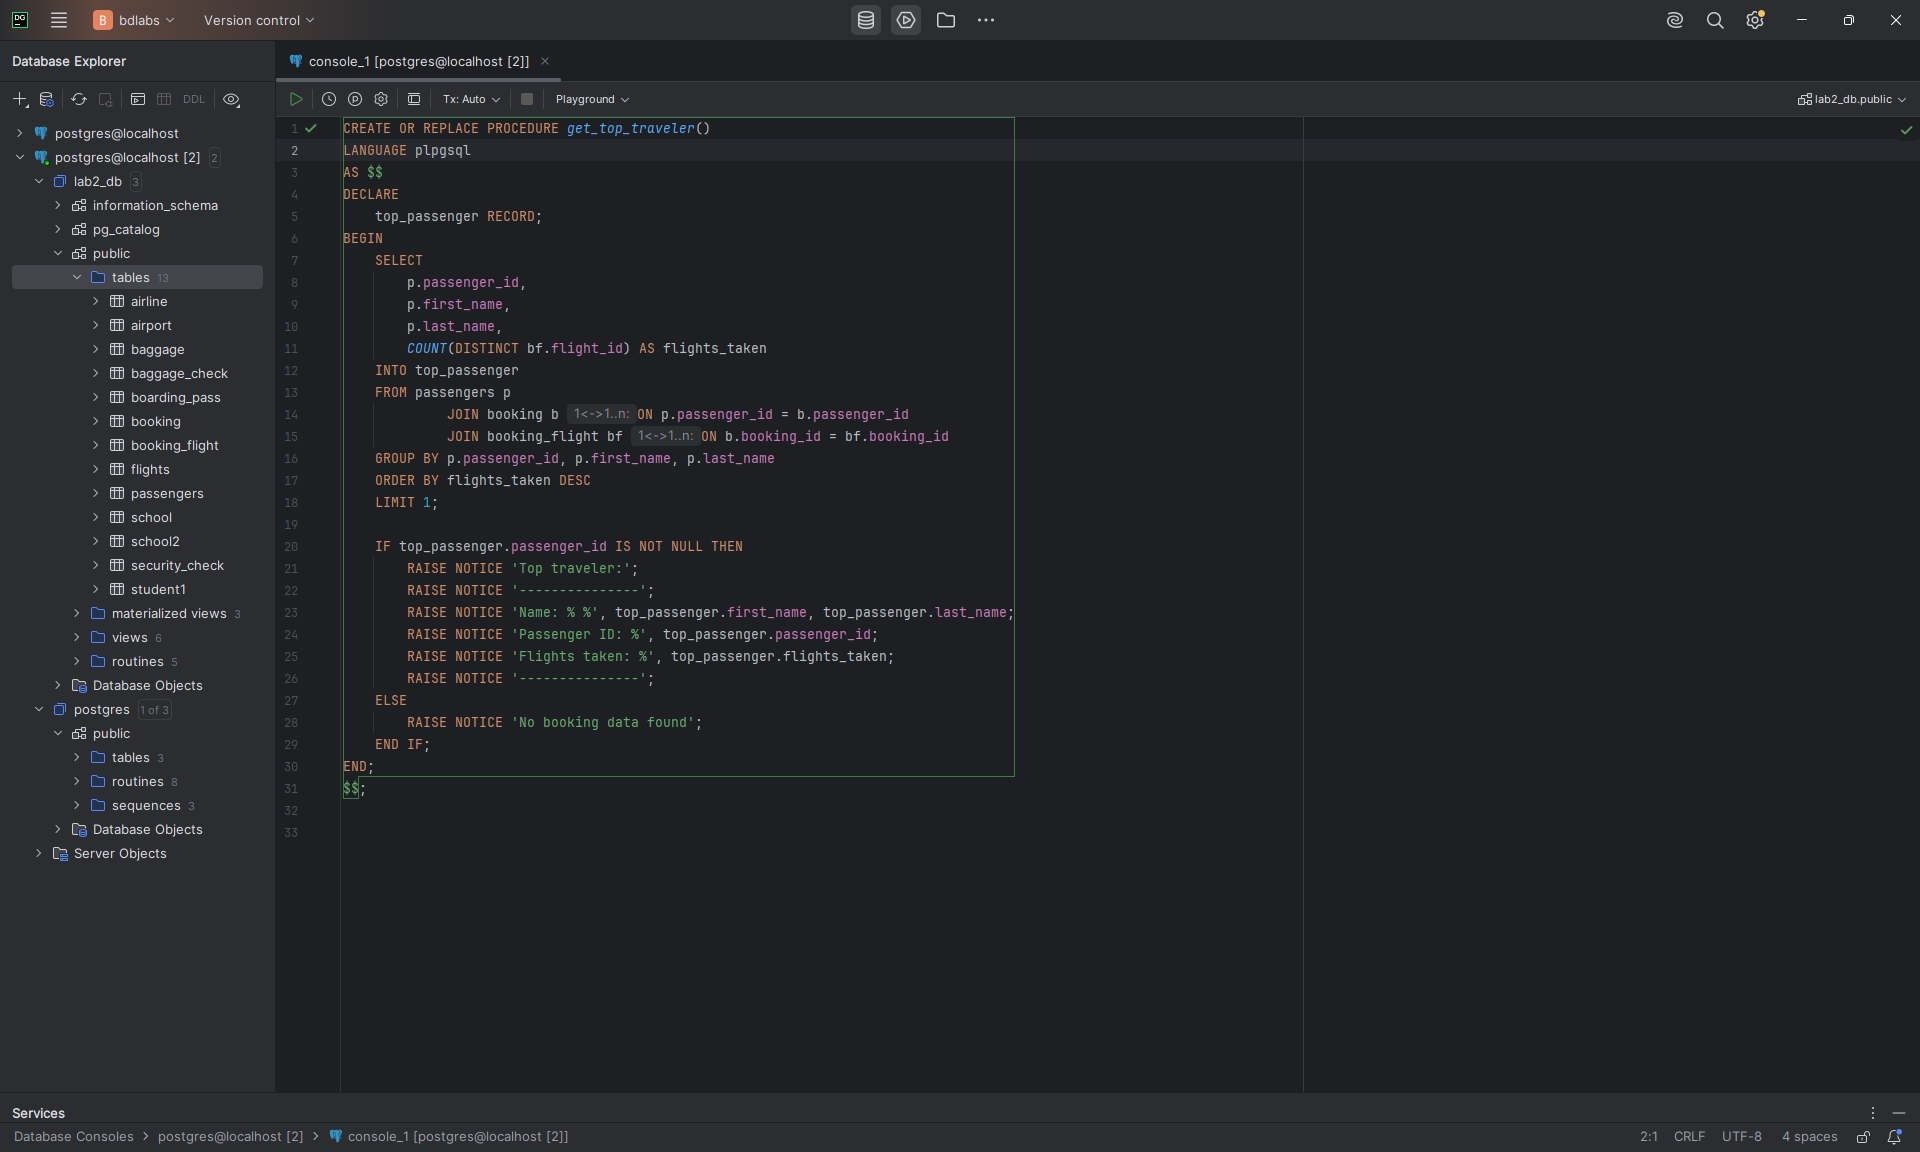 DG
B bdlabs
Version control
Database Explorer
console_1 [postgres@localhost [2]]
DDL
Tx: Auto
Playground
lab2_db.public
postgres@localhost
postgres@localhost [2] 2
lab2_db 3
information_schema
pg_catalog
public
tables 13
airline
airport
baggage
baggage_check
boarding_pass
booking
booking_flight
flights
passengers
school
school2
security_check
student1
materialized views 3
views 6
routines 5
Database Objects
postgres 1 of 3
public
tables 3
routines 8
sequences 3
Database Objects
Server Objects
1 CREATE OR REPLACE PROCEDURE get_top_traveler()
2 LANGUAGE plpgsql
3 AS $$
4 DECLARE
5 top_passenger RECORD;
6 BEGIN
7 SELECT
8 p.passenger_id,
9 p.first_name,
10 p.last_name,
11 COUNT(DISTINCT bf.flight_id) AS flights_taken
12 INTO top_passenger
13 FROM passengers p
14 JOIN booking b 1<->1..n: ON p.passenger_id = b.passenger_id
15 JOIN booking_flight bf 1<->1..n: ON b.booking_id = bf.booking_id
16 GROUP BY p.passenger_id, p.first_name, p.last_name
17 ORDER BY flights_taken DESC
18 LIMIT 1;
19
20 IF top_passenger.passenger_id IS NOT NULL THEN
21 RAISE NOTICE 'Top traveler:';
22 RAISE NOTICE '---------------';
23 RAISE NOTICE 'Name: % %', top_passenger.first_name, top_passenger.last_name;
24 RAISE NOTICE 'Passenger ID: %', top_passenger.passenger_id;
25 RAISE NOTICE 'Flights taken: %', top_passenger.flights_taken;
26 RAISE NOTICE '---------------';
27 ELSE
28 RAISE NOTICE 'No booking data found';
29 END IF;
30 END;
31 $$;
32
33
Services
Database Consoles > postgres@localhost [2] > console_1 [postgres@localhost [2]]
2:1 CRLF UTF-8 4 spaces